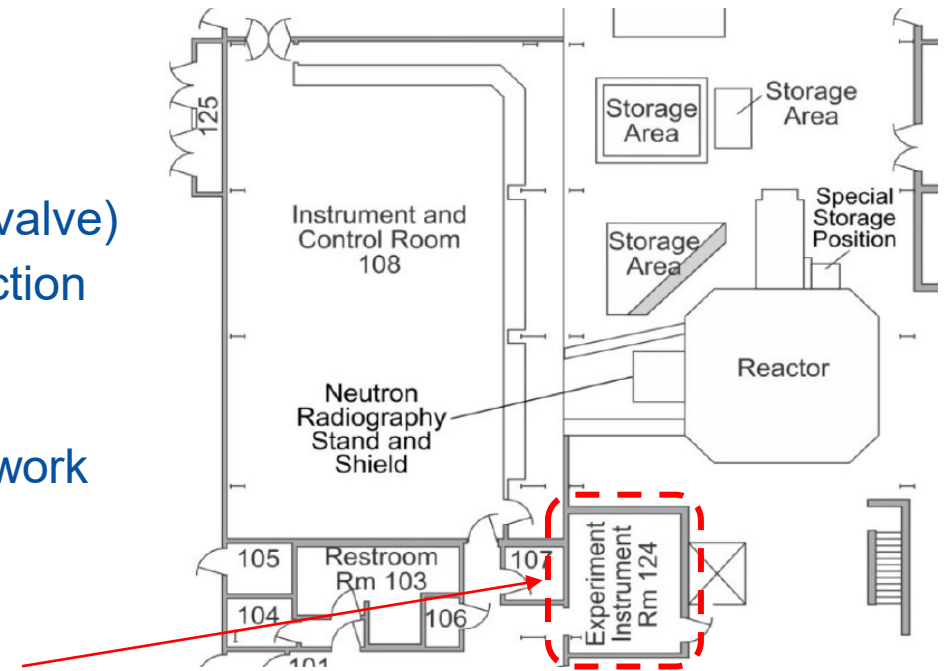 valve)
ction
work
125
Instrument and
Control Room
108
Storage
Area
Storage
Area
Storage
Area
Special
Storage
Position
Reactor
Neutron
Radiography
Stand and
Shield
105
Restroom
Rm 103
107
104
106
101
Experiment
Instrument
Rm 124